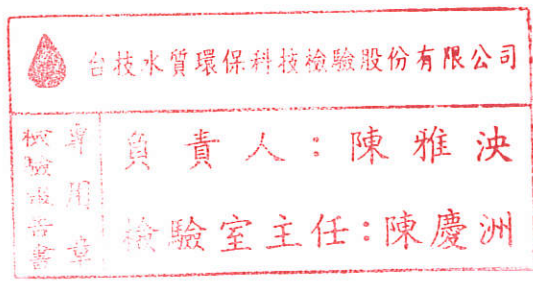 台技水質環保科技檢驗股份有限公司
檢驗報告書
專用章
負責人：陳雅泱
檢驗室主任：陳慶洲